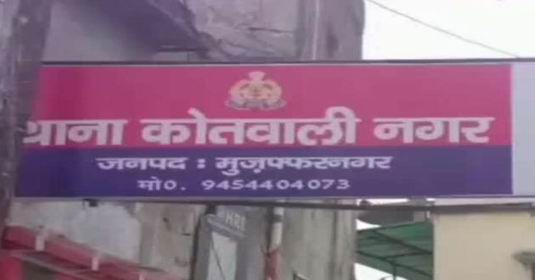 थाना कोतवाली नगर
जनपद : मुज़फ्फरनगर
मो0. 9454404073